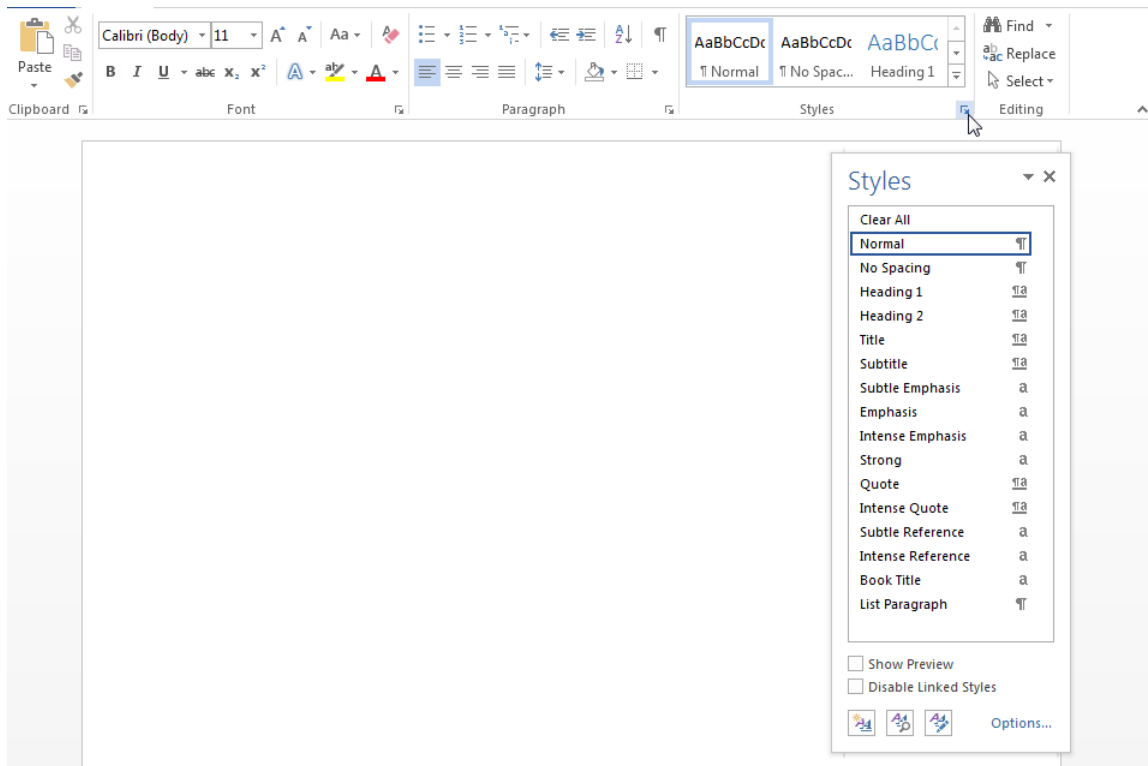 Calibri (Body) 11 A A Aa
Find
Paste
B I U abc X₂ X² A aby A
A Z
¶
AaBbCcDc AaBbCcDc AaBbC
¶ Normal ¶ No Spac... Heading 1
ab ac Replace
Select
Clipboard Font Paragraph Styles Editing
Styles
Clear All
Normal ¶
No Spacing ¶
Heading 1 ¶a
Heading 2 ¶a
Title ¶a
Subtitle ¶a
Subtle Emphasis a
Emphasis a
Intense Emphasis a
Strong a
Quote ¶a
Intense Quote ¶a
Subtle Reference a
Intense Reference a
Book Title a
List Paragraph ¶
Show Preview
Disable Linked Styles
Options...